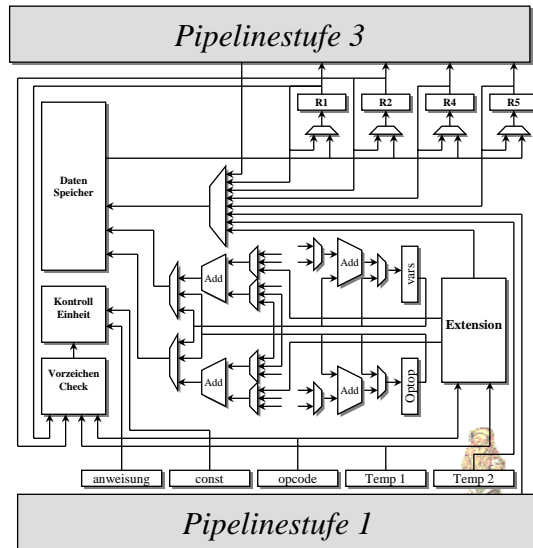 Pipelinestufe 3
R1
R2
R4
R5
Daten
Speicher
Add
Add
vars
Kontroll
Einheit
Extension
Vorzeichen
Check
Add
Add
Optop
anweisung
const
opcode
Temp 1
Temp 2
Pipelinestufe 1